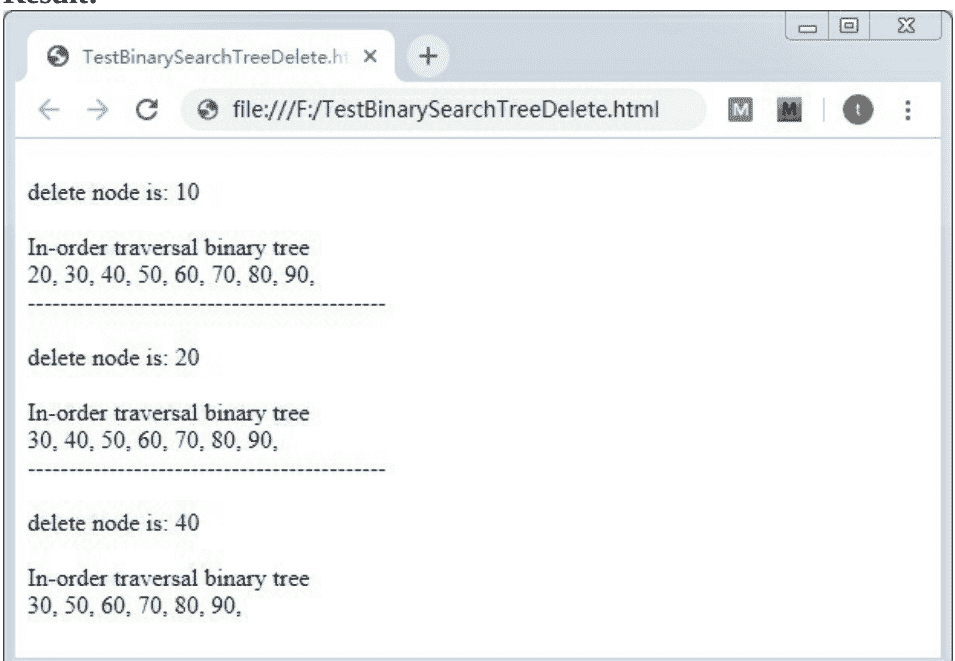 Result:
TestBinarySearchTreeDelete.ht
file:///F:/TestBinarySearchTreeDelete.html
M
M
t
delete node is: 10
In-order traversal binary tree
20, 30, 40, 50, 60, 70, 80, 90,
-------------------------------------------
delete node is: 20
In-order traversal binary tree
30, 40, 50, 60, 70, 80, 90,
-------------------------------------------
delete node is: 40
In-order traversal binary tree
30, 50, 60, 70, 80, 90,